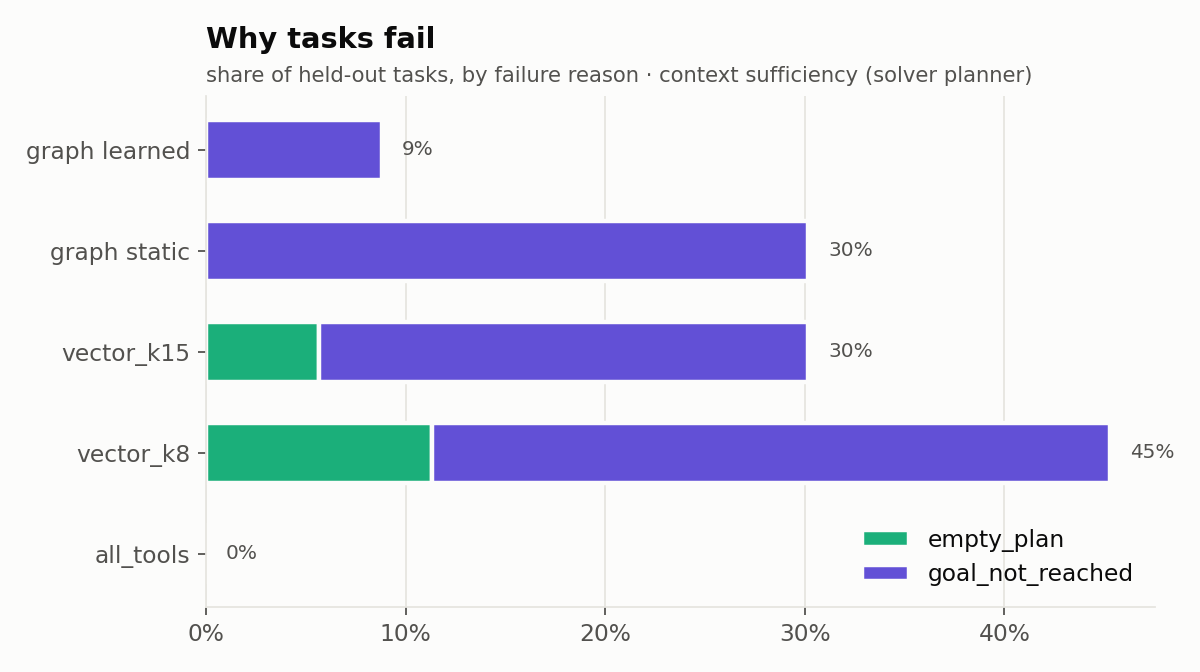 Why tasks fail
share of held-out tasks, by failure reason · context sufficiency (solver planner)
graph learned
9%
graph static
30%
vector_k15
30%
vector_k8
45%
all_tools
0%
empty_plan
goal_not_reached
0% 10% 20% 30% 40%